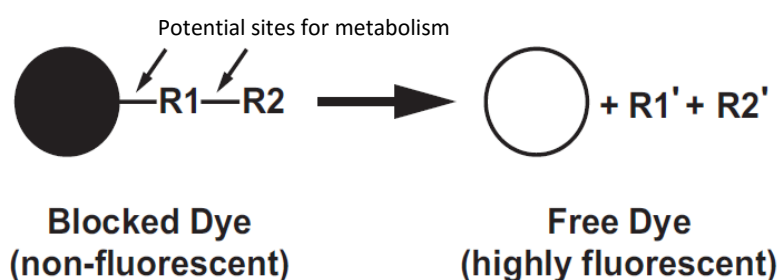 Potential sites for metabolism
R1 R2
+ R1' + R2'
Blocked Dye
(non-fluorescent)
Free Dye
(highly fluorescent)